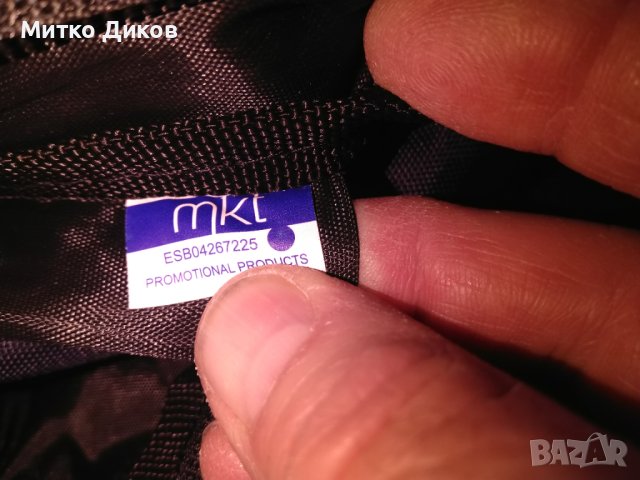 Митко Диков
mkt
ESB04267225
PROMOTIONAL PRODUCTS
BAZAR